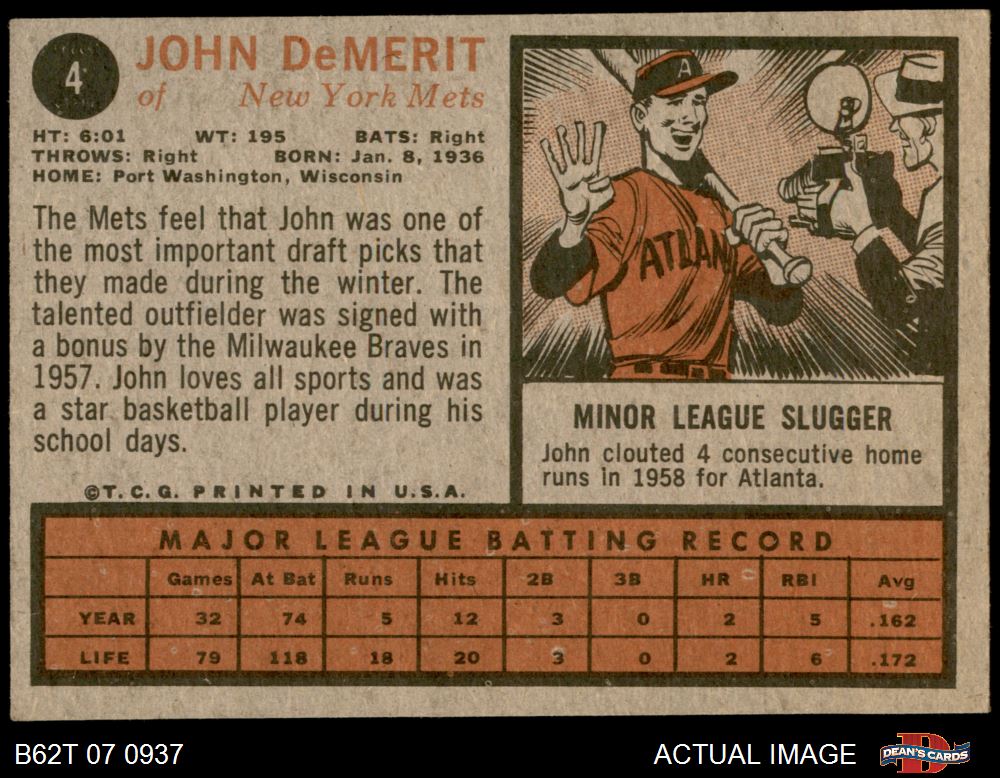 4
JOHN DeMERIT
of New York Mets
HT: 6:01 WT: 195 BATS: Right
THROWS: Right BORN: Jan. 8, 1936
HOME: Port Washington, Wisconsin
The Mets feel that John was one of
the most important draft picks that
they made during the winter. The
talented outfielder was signed with
a bonus by the Milwaukee Braves in
1957. John loves all sports and was
a star basketball player during his
school days.
©T.C.G. PRINTED IN U.S.A.
A
ATLAN
MINOR LEAGUE SLUGGER
John clouted 4 consecutive home
runs in 1958 for Atlanta.
MAJOR LEAGUE BATTING RECORD
Games At Bat Runs Hits 2B 3B HR RBI Avg
YEAR 32 74 5 12 3 0 2 5 .162
LIFE 79 118 18 20 3 0 2 6 .172
B62T 07 0937 ACTUAL IMAGE DEAN'S CARDS